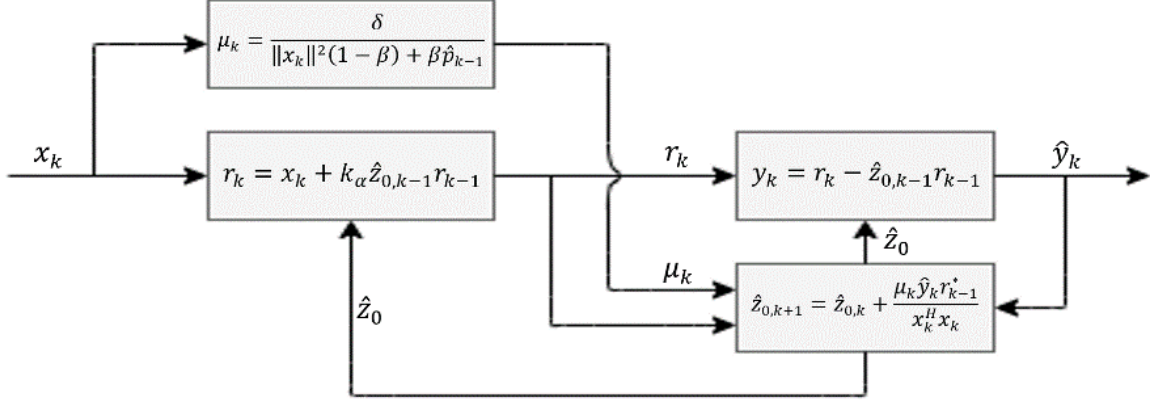 μ_k = δ / (‖x_k‖²(1 − β) + βp̂_{k−1})
x_k
r_k = x_k + k_α ẑ_{0,k−1} r_{k−1}
r_k
y_k = r_k − ẑ_{0,k−1} r_{k−1}
ŷ_k
ẑ_0
μ_k
ẑ_{0,k+1} = ẑ_{0,k} + μ_k ŷ_k r*_{k−1} / (x_k^H x_k)
ẑ_0